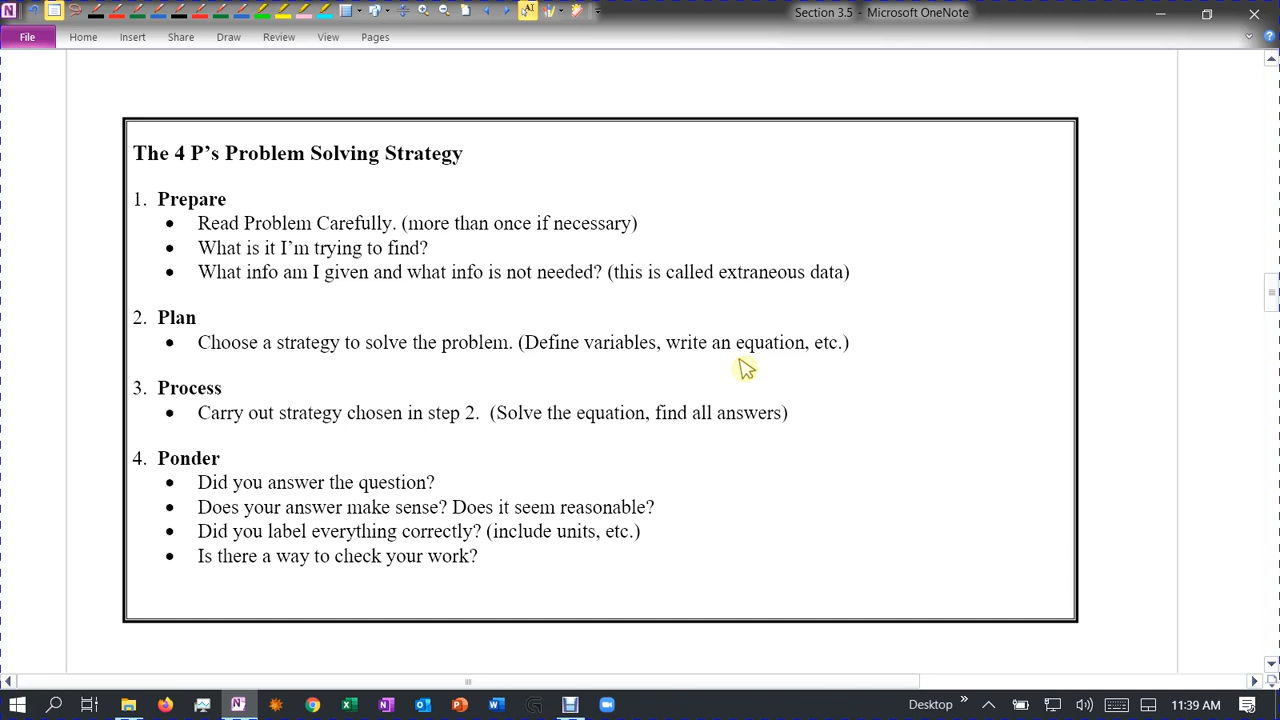 Section 3.5 - Microsoft OneNote
File Home Insert Share Draw Review View Pages
The 4 P’s Problem Solving Strategy
1. Prepare
• Read Problem Carefully. (more than once if necessary)
• What is it I’m trying to find?
• What info am I given and what info is not needed? (this is called extraneous data)
2. Plan
• Choose a strategy to solve the problem. (Define variables, write an equation, etc.)
3. Process
• Carry out strategy chosen in step 2. (Solve the equation, find all answers)
4. Ponder
• Did you answer the question?
• Does your answer make sense? Does it seem reasonable?
• Did you label everything correctly? (include units, etc.)
• Is there a way to check your work?
Desktop 11:39 AM